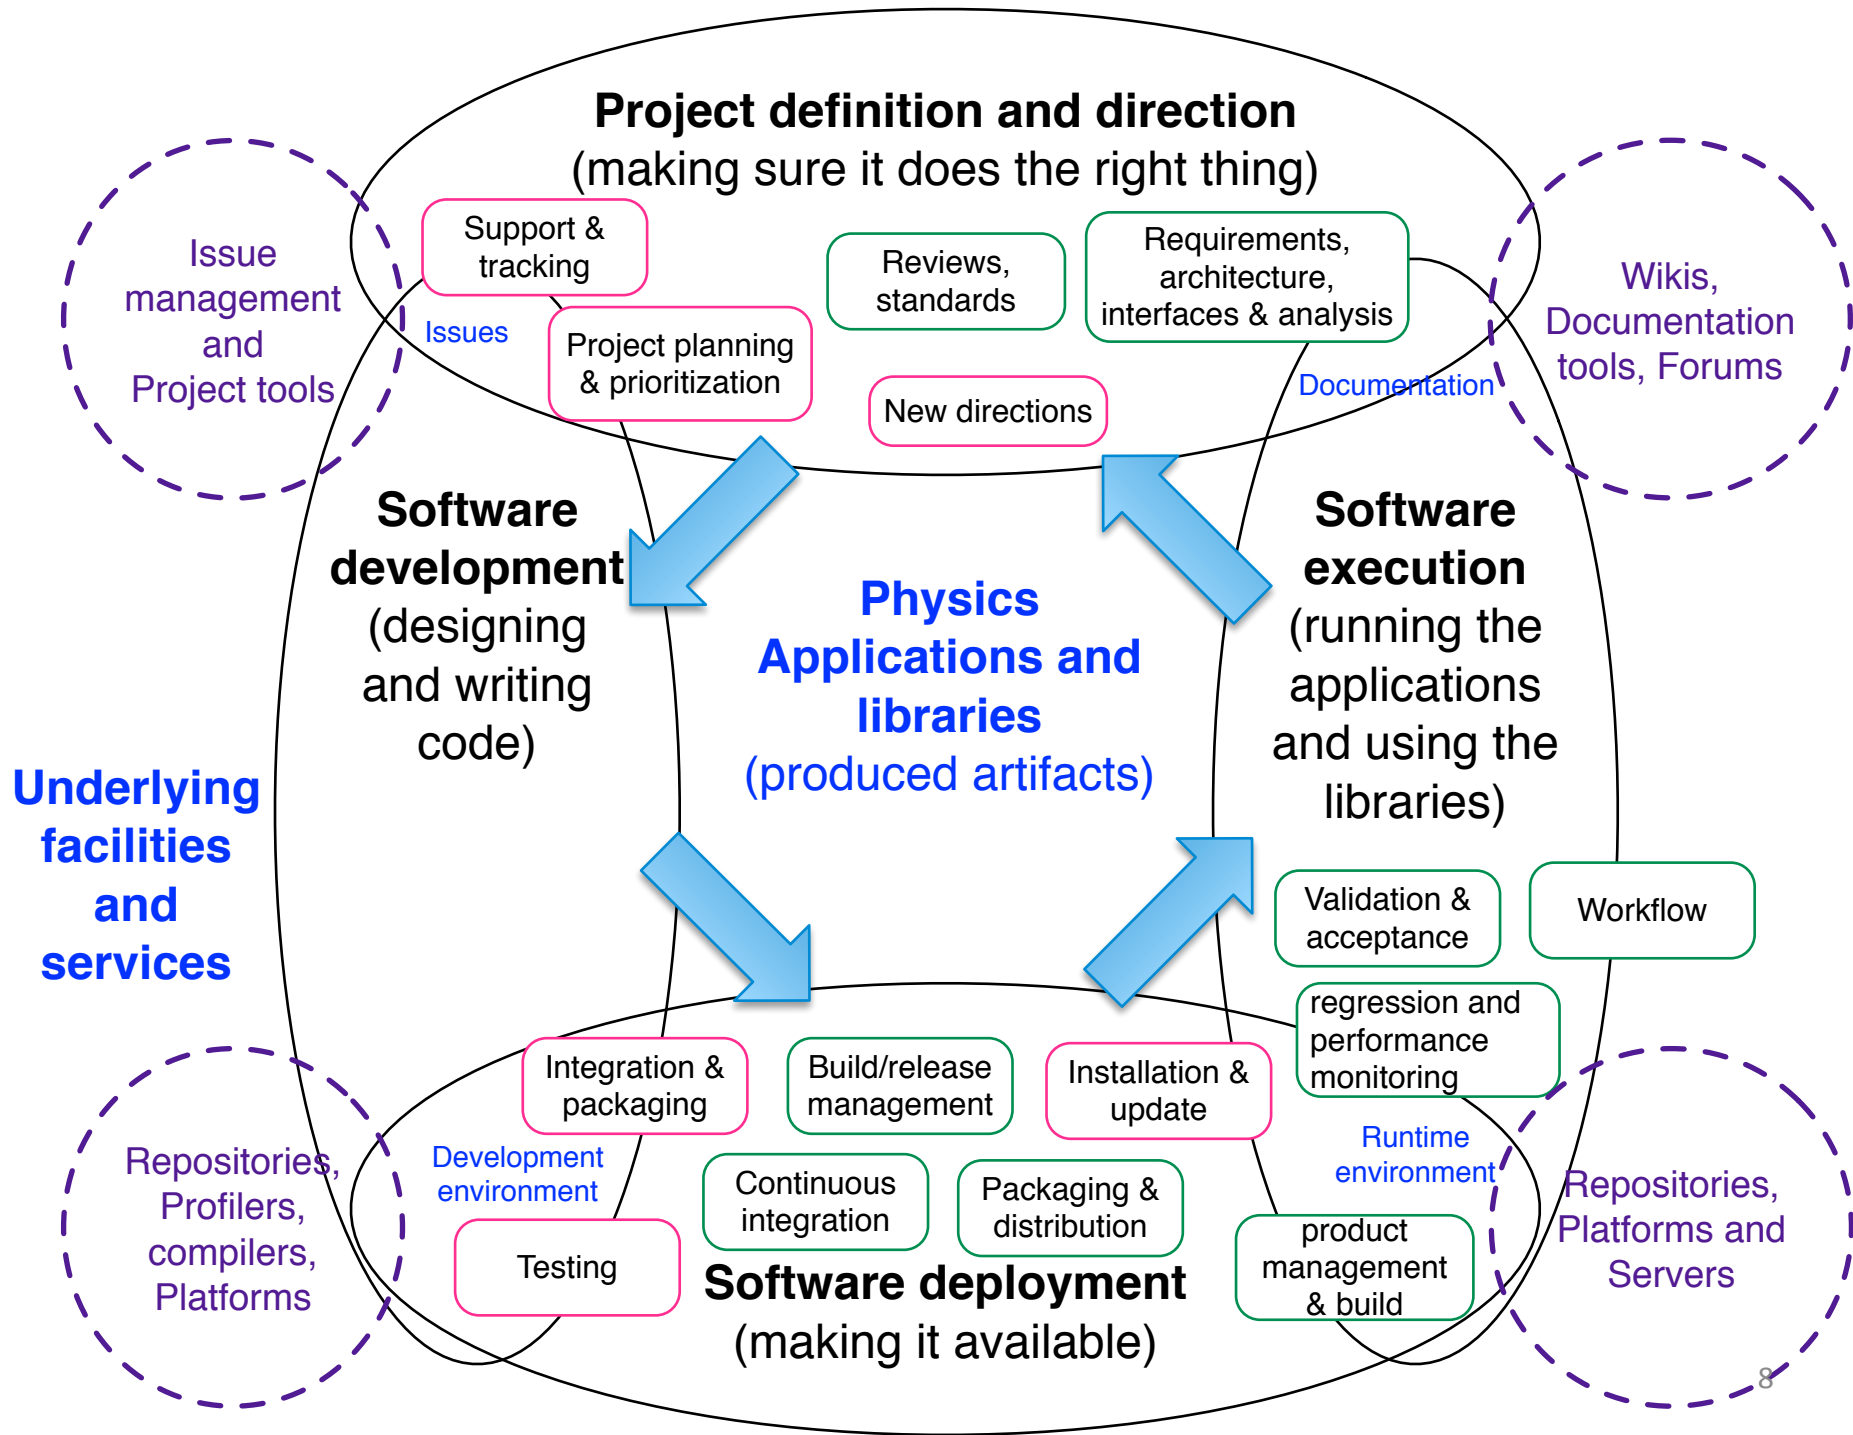 Project definition and direction
(making sure it does the right thing)
Support &
tracking
Reviews,
standards
Requirements,
architecture,
interfaces & analysis
Issue
management
and
Project tools
Issues
Project planning
& prioritization
New directions
Documentation
Wikis,
Documentation
tools, Forums
Software
development
(designing
and writing
code)
Physics
Applications and
libraries
(produced artifacts)
Software
execution
(running the
applications
and using the
libraries)
Underlying
facilities
and
services
Validation &
acceptance
Workflow
regression and
performance
monitoring
Integration &
packaging
Build/release
management
Installation &
update
Repositories,
Profilers,
compilers,
Platforms
Development
environment
Testing
Continuous
integration
Packaging &
distribution
Runtime
environment
product
management
& build
Repositories,
Platforms and
Servers
Software deployment
(making it available)
8